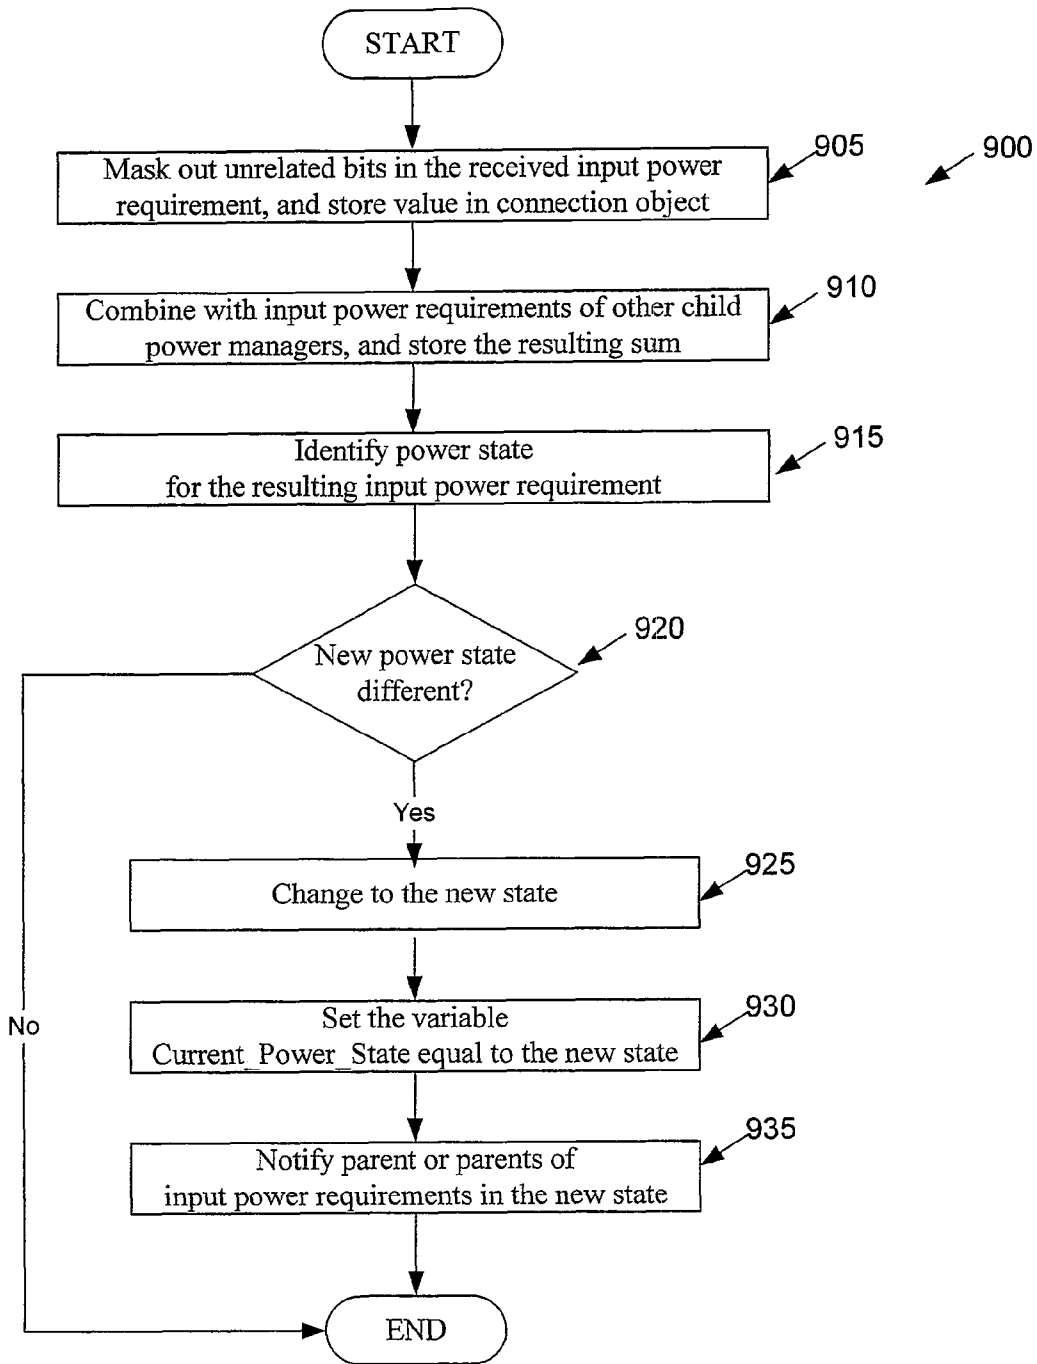 START
Mask out unrelated bits in the received input power
requirement, and store value in connection object
905
900
Combine with input power requirements of other child
power managers, and store the resulting sum
910
Identify power state
for the resulting input power requirement
915
New power state
different?
920
Yes
Change to the new state
925
No
Set the variable
Current_Power_State equal to the new state
930
Notify parent or parents of
input power requirements in the new state
935
END